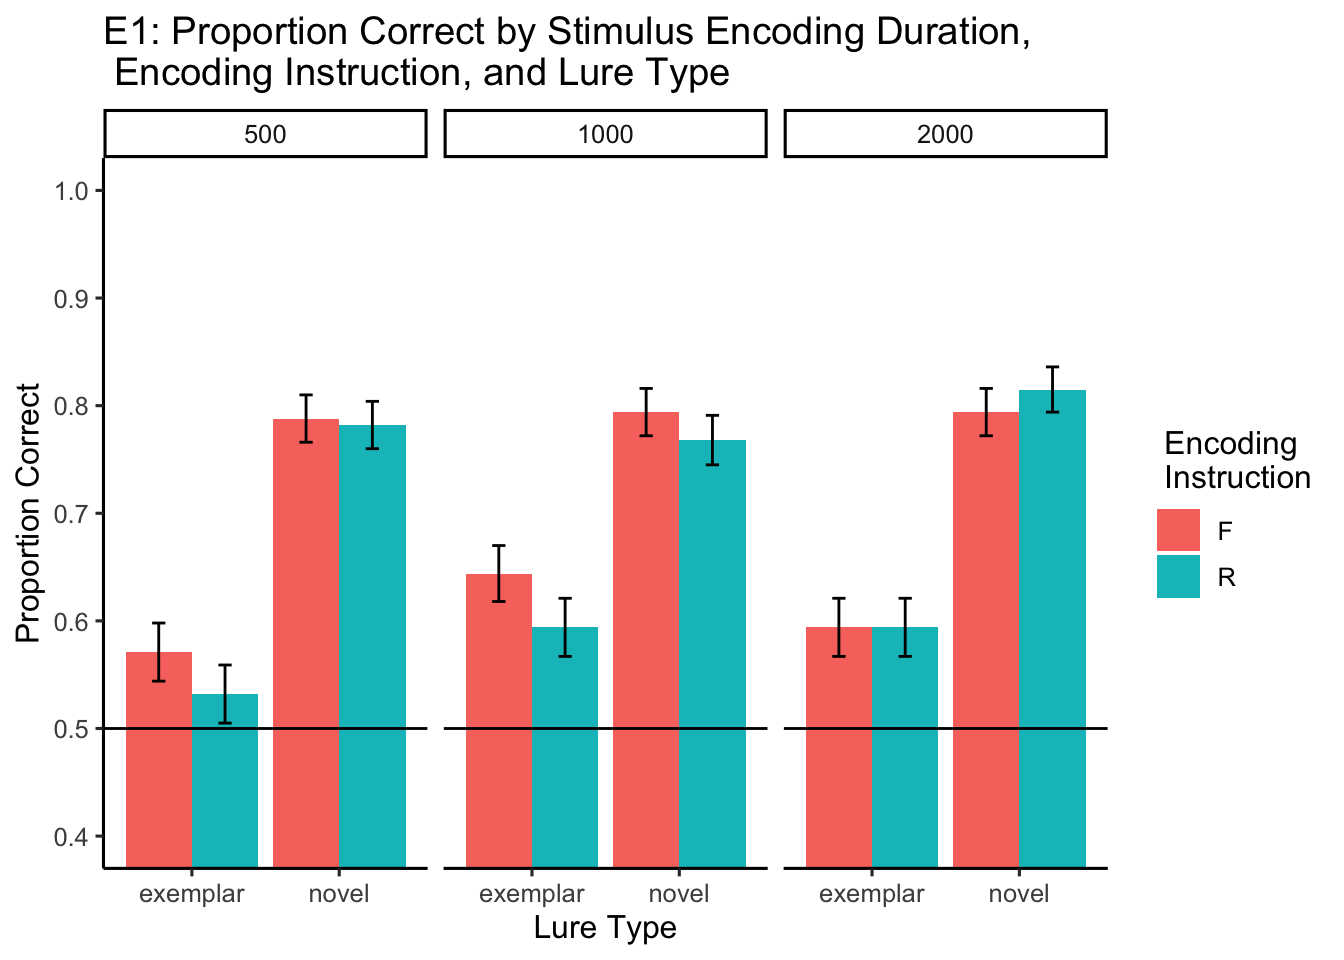 E1: Proportion Correct by Stimulus Encoding Duration,
Encoding Instruction, and Lure Type
500
1000
2000
1.0
0.9
0.8
0.7
0.6
0.5
0.4
Proportion Correct
exemplar
novel
exemplar
novel
exemplar
novel
Lure Type
Encoding
Instruction
F
R